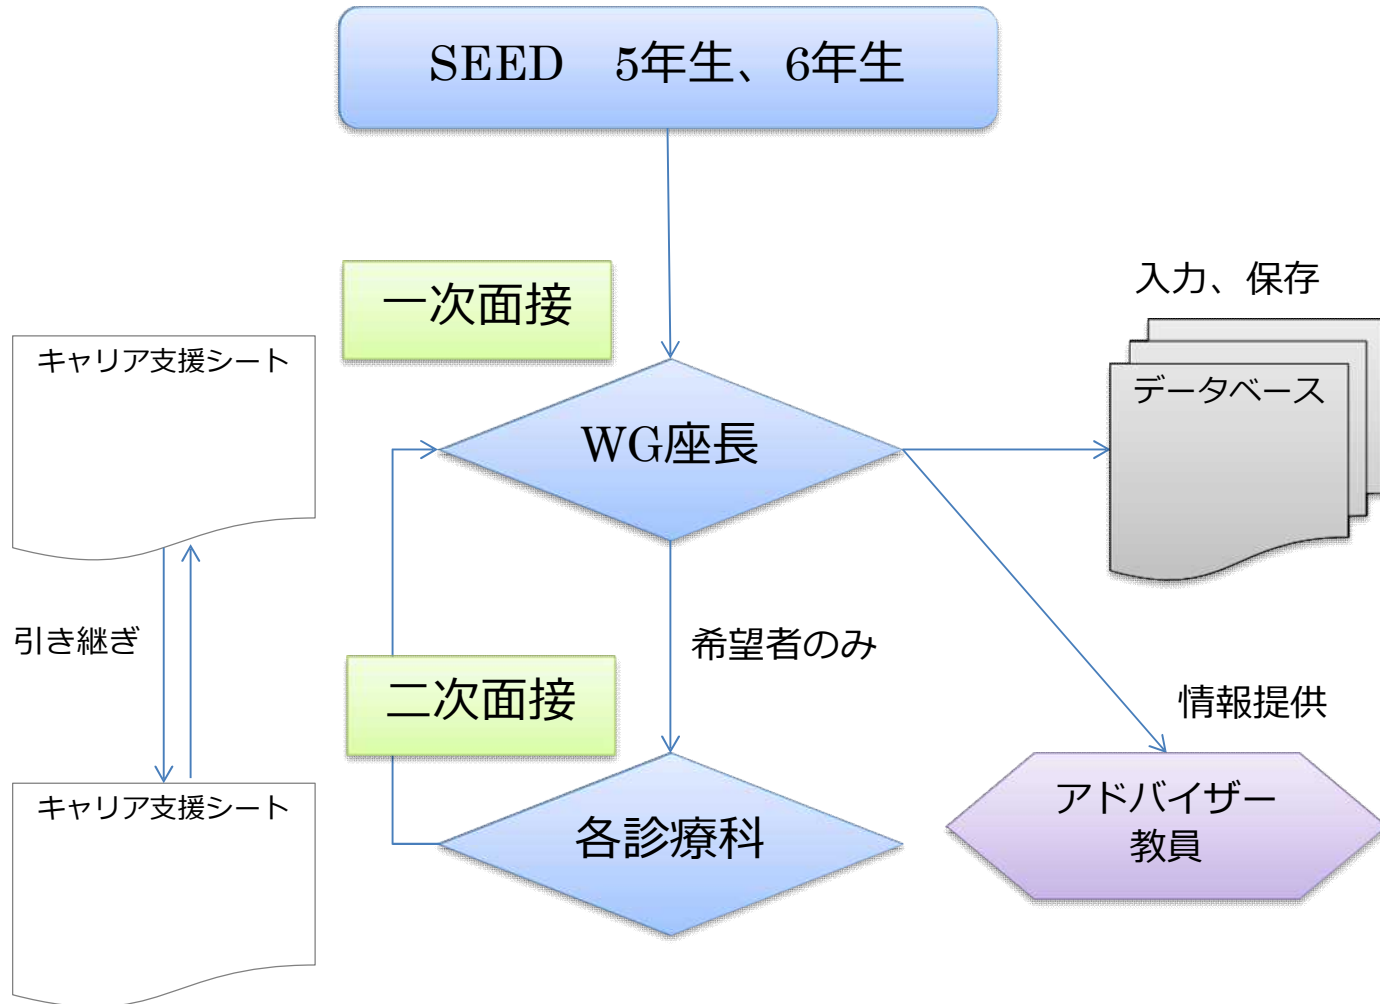 SEED　5年生、6年生
一次面接
入力、保存
キャリア支援シート
データベース
WG座長
引き継ぎ
希望者のみ
二次面接
情報提供
キャリア支援シート
各診療科
アドバイザー
教員